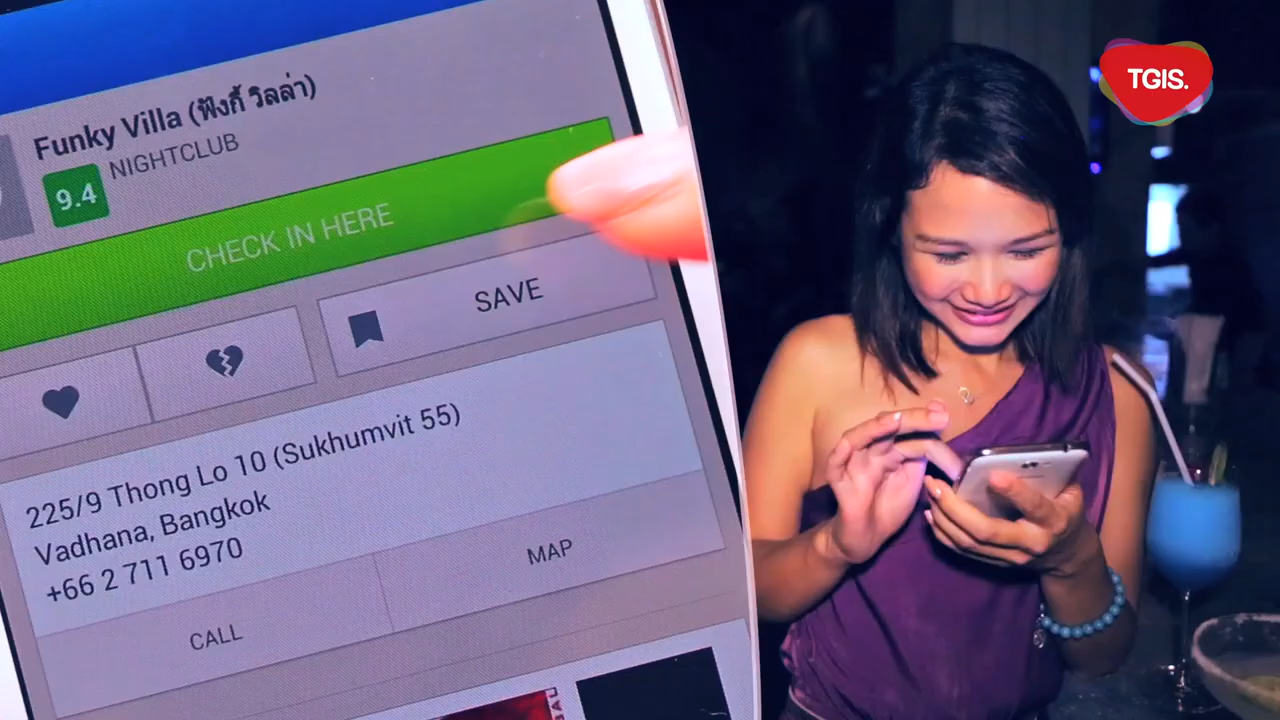 TGIS.
Funky Villa (ฟังกี้ วิลล่า)
9.4 NIGHTCLUB
CHECK IN HERE
SAVE
225/9 Thong Lo 10 (Sukhumvit 55)
Vadhana, Bangkok
+66 2 711 6970
CALL
MAP